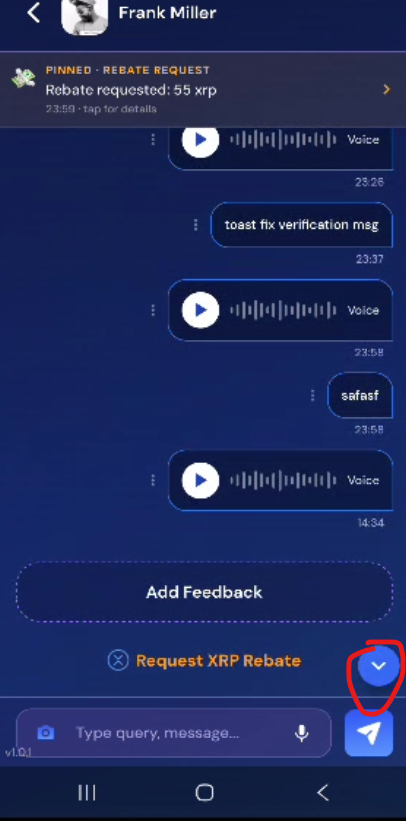 Frank Miller
PINNED · REBATE REQUEST
Rebate requested: 55 xrp
23:59 · tap for details
Voice
23:26
toast fix verification msg
23:37
Voice
23:58
safasf
23:58
Voice
14:34
Add Feedback
Request XRP Rebate
Type query, message...
v1.0.1